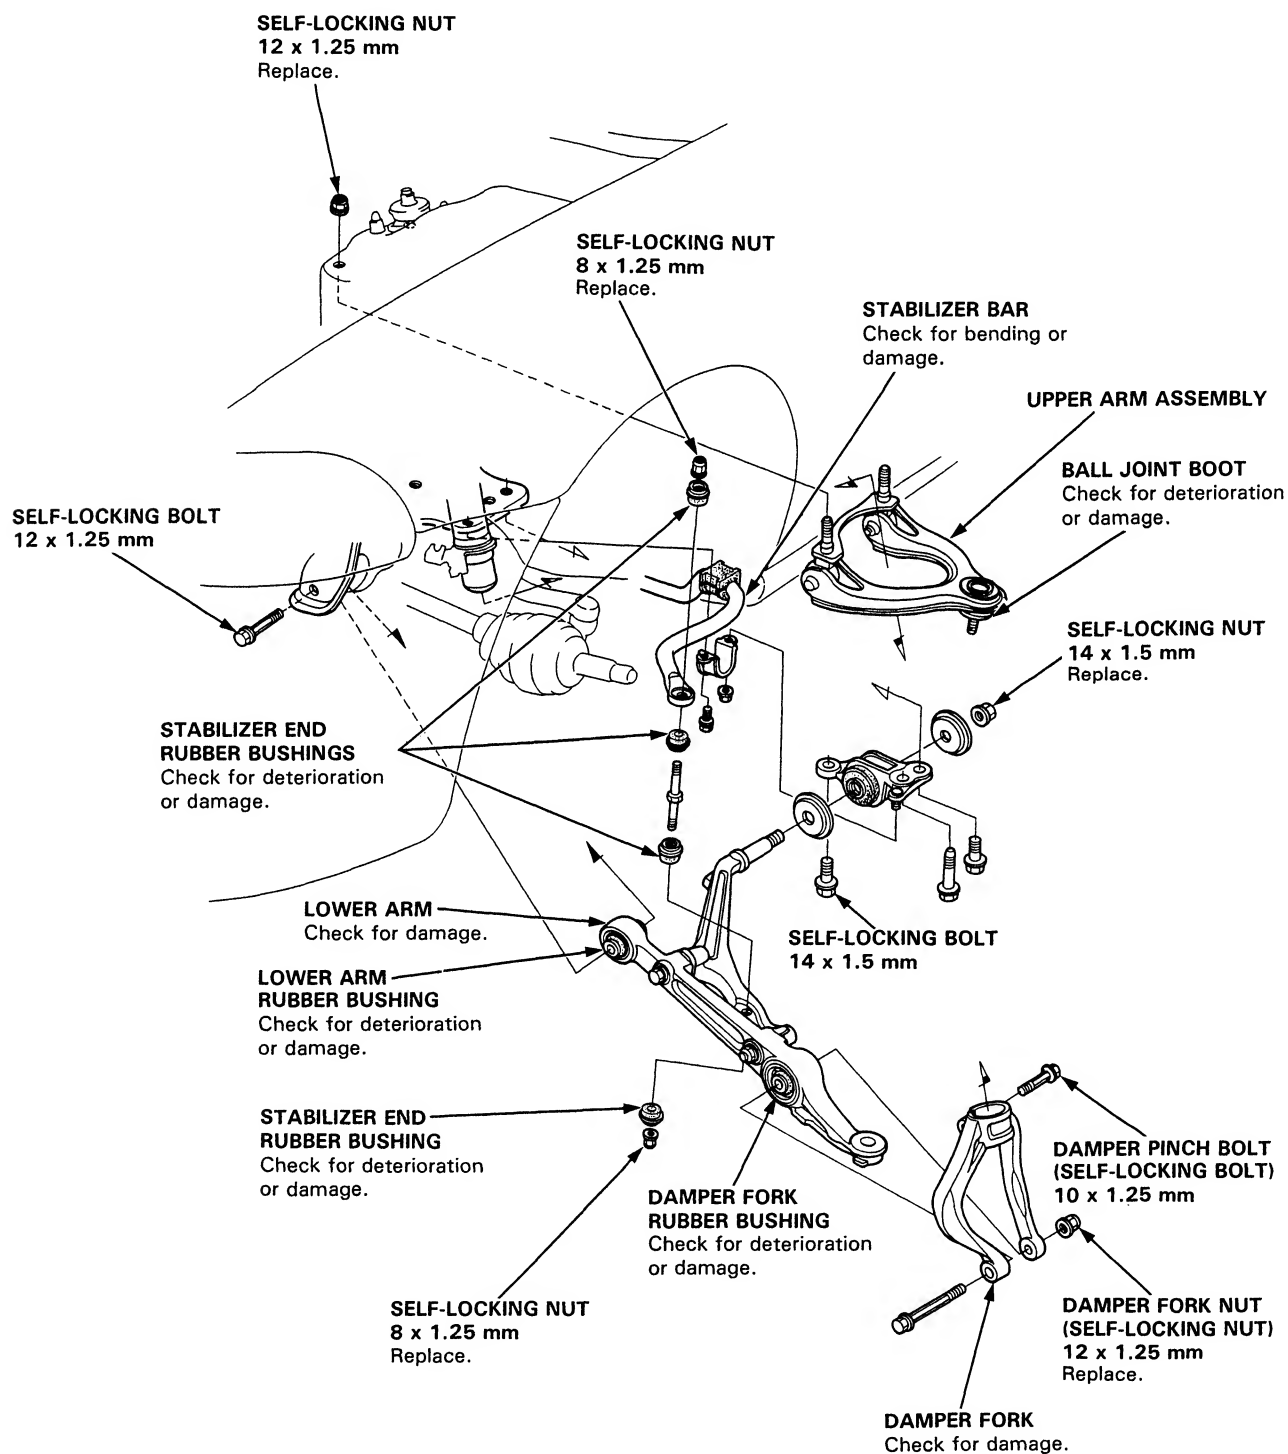 SELF-LOCKING NUT
12 x 1.25 mm
Replace.
SELF-LOCKING NUT
8 x 1.25 mm
Replace.
STABILIZER BAR
Check for bending or
damage.
UPPER ARM ASSEMBLY
BALL JOINT BOOT
Check for deterioration
or damage.
SELF-LOCKING BOLT
12 x 1.25 mm
SELF-LOCKING NUT
14 x 1.5 mm
Replace.
STABILIZER END
RUBBER BUSHINGS
Check for deterioration
or damage.
LOWER ARM
Check for damage.
SELF-LOCKING BOLT
14 x 1.5 mm
LOWER ARM
RUBBER BUSHING
Check for deterioration
or damage.
STABILIZER END
RUBBER BUSHING
Check for deterioration
or damage.
DAMPER PINCH BOLT
(SELF-LOCKING BOLT)
10 x 1.25 mm
DAMPER FORK
RUBBER BUSHING
Check for deterioration
or damage.
SELF-LOCKING NUT
8 x 1.25 mm
Replace.
DAMPER FORK NUT
(SELF-LOCKING NUT)
12 x 1.25 mm
Replace.
DAMPER FORK
Check for damage.